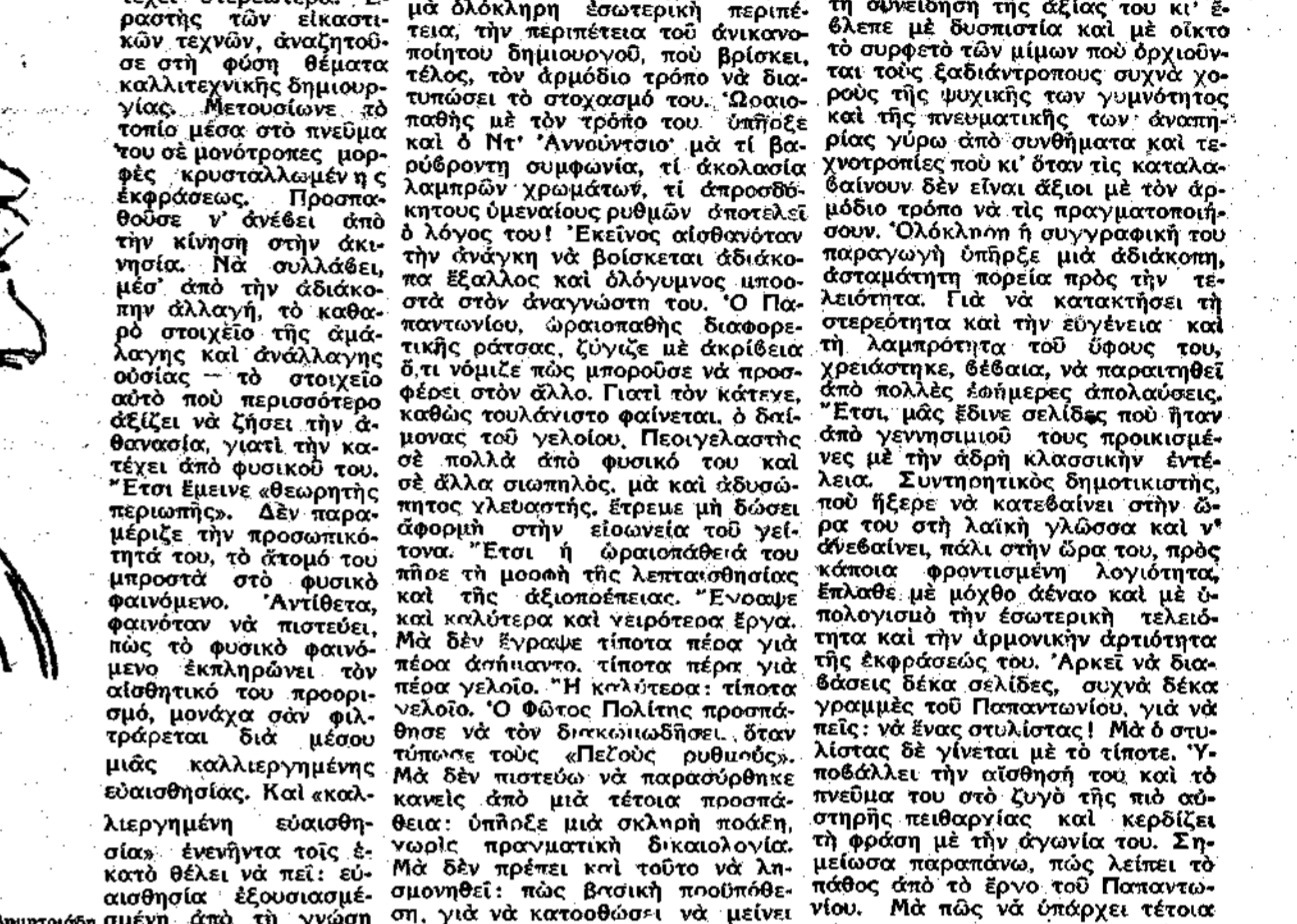 ραστὴς τῶν εἰκαστι-
κῶν τεχνῶν, ἀναζητοῦ-
σε στὴ φύση θέματα
καλλιτεχνικῆς δημιουρ-
γίας. Μετουσίωνε τὸ
τοπίο μέσα στὸ πνεῦμα
του σὲ μονότροπες μορ-
φὲς κρυσταλλωμένης
ἐκφράσεως. Προσπα-
θοῦσε ν' ἀνέβει ἀπὸ
τὴν κίνηση στὴν ἀκι-
νησία. Νὰ συλλάβει,
μέσ' ἀπὸ τὴν ἀδιάκο-
πην ἀλλαγή, τὸ καθα-
ρὸ στοιχεῖο τῆς ἀμά-
λαγης καὶ ἀνάλλαγης
οὐσίας — τὸ στοιχεῖο
αὐτὸ ποὺ περισσότερο
ἀξίζει νὰ ζήσει τὴν ἀ-
θανασία, γιατὶ τὴν κα-
τέχει ἀπὸ φυσικοῦ του.
Ἔτσι ἔμεινε «θεωρητὴς
περιωπῆς». Δὲν παρα-
μέριζε τὴν προσωπικό-
τητά του, τὸ ἄτομό του
μπροστὰ στὸ φυσικὸ
φαινόμενο. Ἀντίθετα,
φαινόταν νὰ πιστεύει,
πὼς τὸ φυσικὸ φαινό-
μενο ἐκπληρώνει τὸν
αἰσθητικό του προορι-
σμό, μονάχα σὰν φιλ-
τράρεται διὰ μέσου
μιᾶς καλλιεργημένης
εὐαισθησίας. Καὶ «καλ-
λιεργημένη εὐαισθη-
σία» ἐνενῆντα τοῖς ἑ-
κατὸ θέλει νὰ πεῖ: εὐ-
αισθησία ἐξουσιασμέ-
σμένη ἀπὸ τὴ γνώση
μὰ ὁλόκληρη ἐσωτερικὴ περιπέ-
τεια, τὴν περιπέτεια τοῦ ἀνικανο-
ποίητου δημιουργοῦ, ποὺ βρίσκει,
τέλος, τὸν ἁρμόδιο τρόπο νὰ δια-
τυπώσει τὸ στοχασμό του. Ὡραιο-
παθὴς μὲ τὸν τρόπο του ὑπῆρξε
καὶ ὁ Ντ' Ἀννούντσιο· μὰ τί βα-
ρύβροντη συμφωνία, τί ἀκολασία
λαμπρῶν χρωμάτων, τί ἀπροσδό-
κητους ὑμεναίους ρυθμῶν ἀποτελεῖ
ὁ λόγος του! Ἐκεῖνος αἰσθανόταν
τὴν ἀνάγκη νὰ βρίσκεται ἀδιάκο-
πα ἔξαλλος καὶ ὁλόγυμνος μπρο-
στὰ στὸν ἀναγνώστη του. Ὁ Πα-
παντωνίου, ὡραιοπαθὴς διαφορε-
τικῆς ράτσας, ζύγιζε μὲ ἀκρίβεια
ὅ,τι νόμιζε πὼς μποροῦσε νὰ προσ-
φέρει στὸν ἄλλο. Γιατὶ τὸν κάτεχε,
καθὼς τουλάχιστο φαίνεται, ὁ δαί-
μονας τοῦ γελοίου. Περιγελαστὴς
σὲ πολλὰ ἀπὸ φυσικό του καὶ
σὲ ἄλλα σιωπηλός, μὰ καὶ ἀδυσώ-
πητος χλευαστής, ἔτρεμε μὴ δώσει
ἀφορμὴ στὴν εἰρωνεία τοῦ γεί-
τονα. Ἔτσι ἡ ὡραιοπάθειά του
πῆρε τὴ μορφὴ τῆς λεπταισθησίας
καὶ τῆς ἀξιοπρέπειας. Ἔγραψε
καὶ καλύτερα καὶ χειρότερα ἔργα.
Μὰ δὲν ἔγραψε τίποτα πέρα γιὰ
πέρα ἀσήμαντο, τίποτα πέρα γιὰ
πέρα γελοῖο. Ἢ καλύτερα: τίποτα
γελοῖο. Ὁ Φῶτος Πολίτης προσπά-
θησε νὰ τὸν διακωμωδήσει, ὅταν
τύπωσε τοὺς «Πεζοὺς ρυθμούς».
Μὰ δὲν πιστεύω νὰ παρασύρθηκε
κανεὶς ἀπὸ μιὰ τέτοια προσπά-
θεια: ὑπῆρξε μιὰ σκληρὴ πράξη,
χωρὶς πραγματικὴ δικαιολογία.
Μὰ δὲν πρέπει καὶ τοῦτο νὰ λη-
σμονηθεῖ: πὼς βασικὴ προϋπόθε-
ση, γιὰ νὰ κατορθώσει νὰ μείνει
τὴ συνείδηση τῆς ἀξίας του κι' ἔ-
βλεπε μὲ δυσπιστία καὶ μὲ οἶκτο
τὸ συρφετὸ τῶν μίμων ποὺ ὀρχιοῦν-
ται τοὺς ξαδιάντροπους συχνὰ χο-
ροὺς τῆς ψυχικῆς των γυμνότητος
καὶ τῆς πνευματικῆς των ἀναπη-
ρίας γύρω ἀπὸ συνθήματα καὶ τε-
χνοτροπίες ποὺ κι' ὅταν τὶς καταλα-
βαίνουν δὲν εἶναι ἄξιοι μὲ τὸν ἁρ-
μόδιο τρόπο νὰ τὶς πραγματοποιή-
σουν. Ὁλόκληρη ἡ συγγραφική του
παραγωγὴ ὑπῆρξε μιὰ ἀδιάκοπη,
ἀσταμάτητη πορεία πρὸς τὴν τε-
λειότητα. Γιὰ νὰ κατακτήσει τὴ
στερεότητα καὶ τὴν εὐγένεια καὶ
τὴ λαμπρότητα τοῦ ὕφους του,
χρειάστηκε, βέβαια, νὰ παραιτηθεῖ
ἀπὸ πολλὲς ἐφήμερες ἀπολαύσεις.
Ἔτσι, μᾶς ἔδινε σελίδες ποὺ ἦταν
ἀπὸ γεννησιμιοῦ τους προικισμέ-
νες μὲ τὴν ἁδρὴ κλασσικὴν ἐντέ-
λεια. Συντηρητικὸς δημοτικιστής,
ποὺ ἤξερε νὰ κατεβαίνει στὴν ὥ-
ρα του στὴ λαϊκὴ γλῶσσα καὶ ν'
ἀνεβαίνει, πάλι στὴν ὥρα του, πρὸς
κάποια φροντισμένη λογιότητα,
ἔπλαθε μὲ μόχθο ἀέναο καὶ μὲ ὑ-
πολογισμὸ τὴν ἐσωτερικὴ τελειό-
τητα καὶ τὴν ἁρμονικὴν ἀρτιότητα
τῆς ἐκφράσεώς του. Ἀρκεῖ νὰ δια-
βάσεις δέκα σελίδες, συχνὰ δέκα
γραμμὲς τοῦ Παπαντωνίου, γιὰ νὰ
πεῖς: νὰ ἕνας στυλίστας! Μὰ ὁ στυ-
λίστας δὲ γίνεται μὲ τὸ τίποτε. Ὑ-
ποβάλλει τὴν αἴσθησή του καὶ τὸ
πνεῦμα του στὸ ζυγὸ τῆς πιὸ αὐ-
στηρῆς πειθαρχίας καὶ κερδίζει
τὴ φράση μὲ τὴν ἀγωνία του. Ση-
μείωσα παραπάνω, πὼς λείπει τὸ
πάθος ἀπὸ τὸ ἔργο τοῦ Παπαντω-
νίου. Μὰ πῶς νὰ ὑπάρχει τέτοια